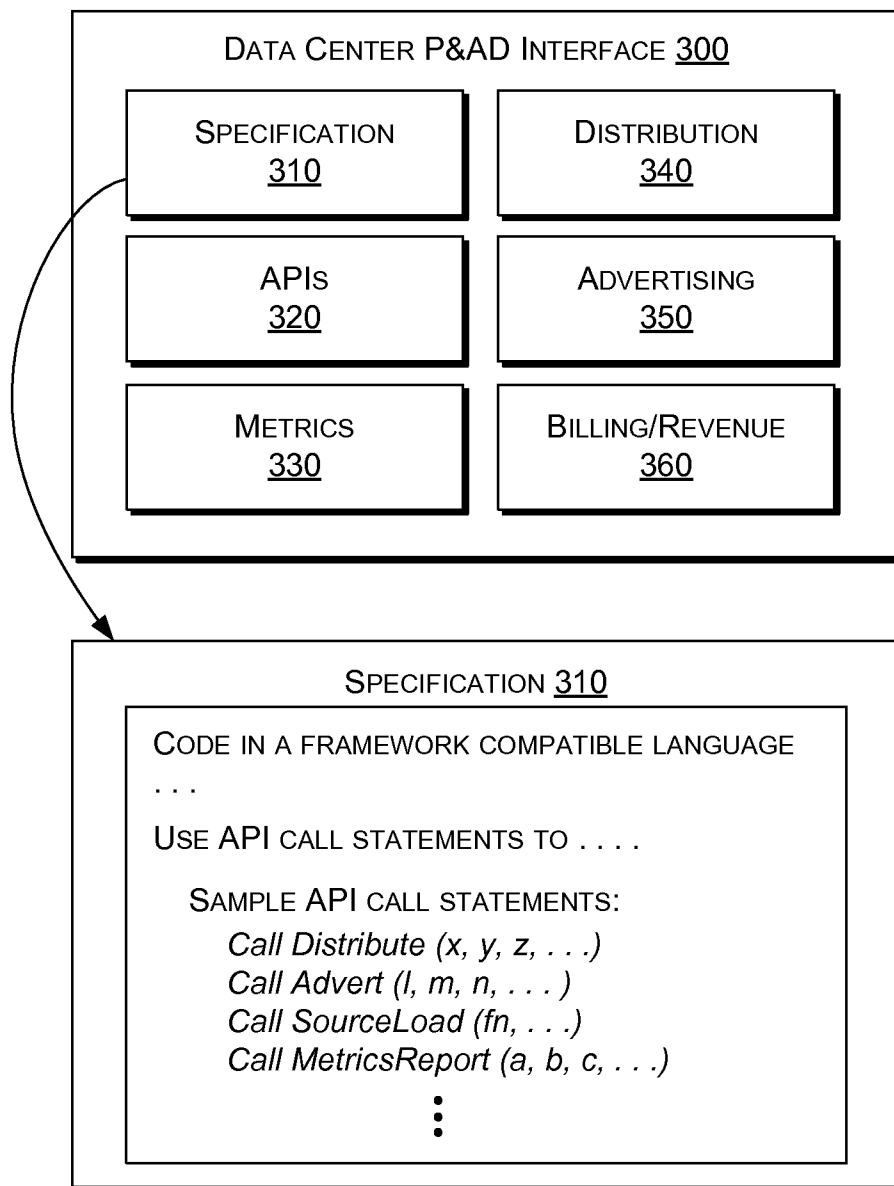 DATA CENTER P&AD INTERFACE 300
SPECIFICATION
310
DISTRIBUTION
340
APIS
320
ADVERTISING
350
METRICS
330
BILLING/REVENUE
360
SPECIFICATION 310
CODE IN A FRAMEWORK COMPATIBLE LANGUAGE
. . .
USE API CALL STATEMENTS TO . . . .
SAMPLE API CALL STATEMENTS:
Call Distribute (x, y, z, . . .)
Call Advert (l, m, n, . . . )
Call SourceLoad (fn, . . .)
Call MetricsReport (a, b, c, . . .)